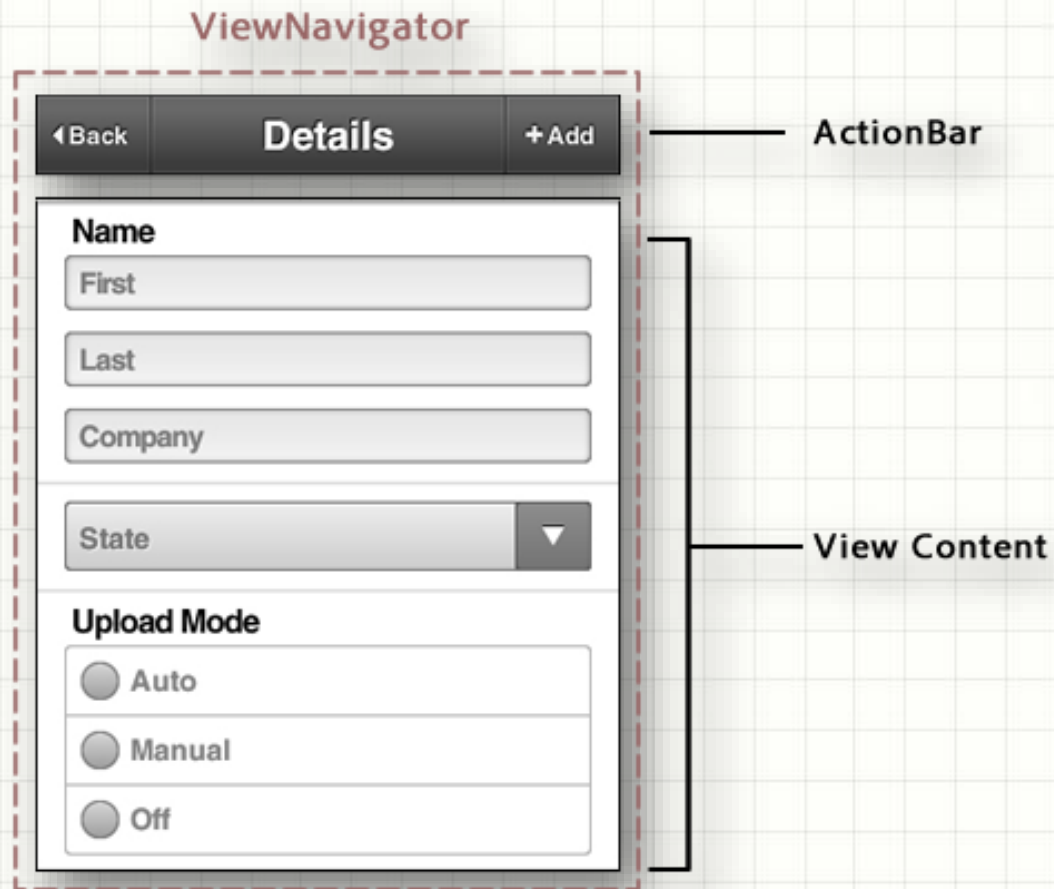 ViewNavigator
Back
Details
+ Add
ActionBar
Name
First
Last
Company
State
View Content
Upload Mode
Auto
Manual
Off